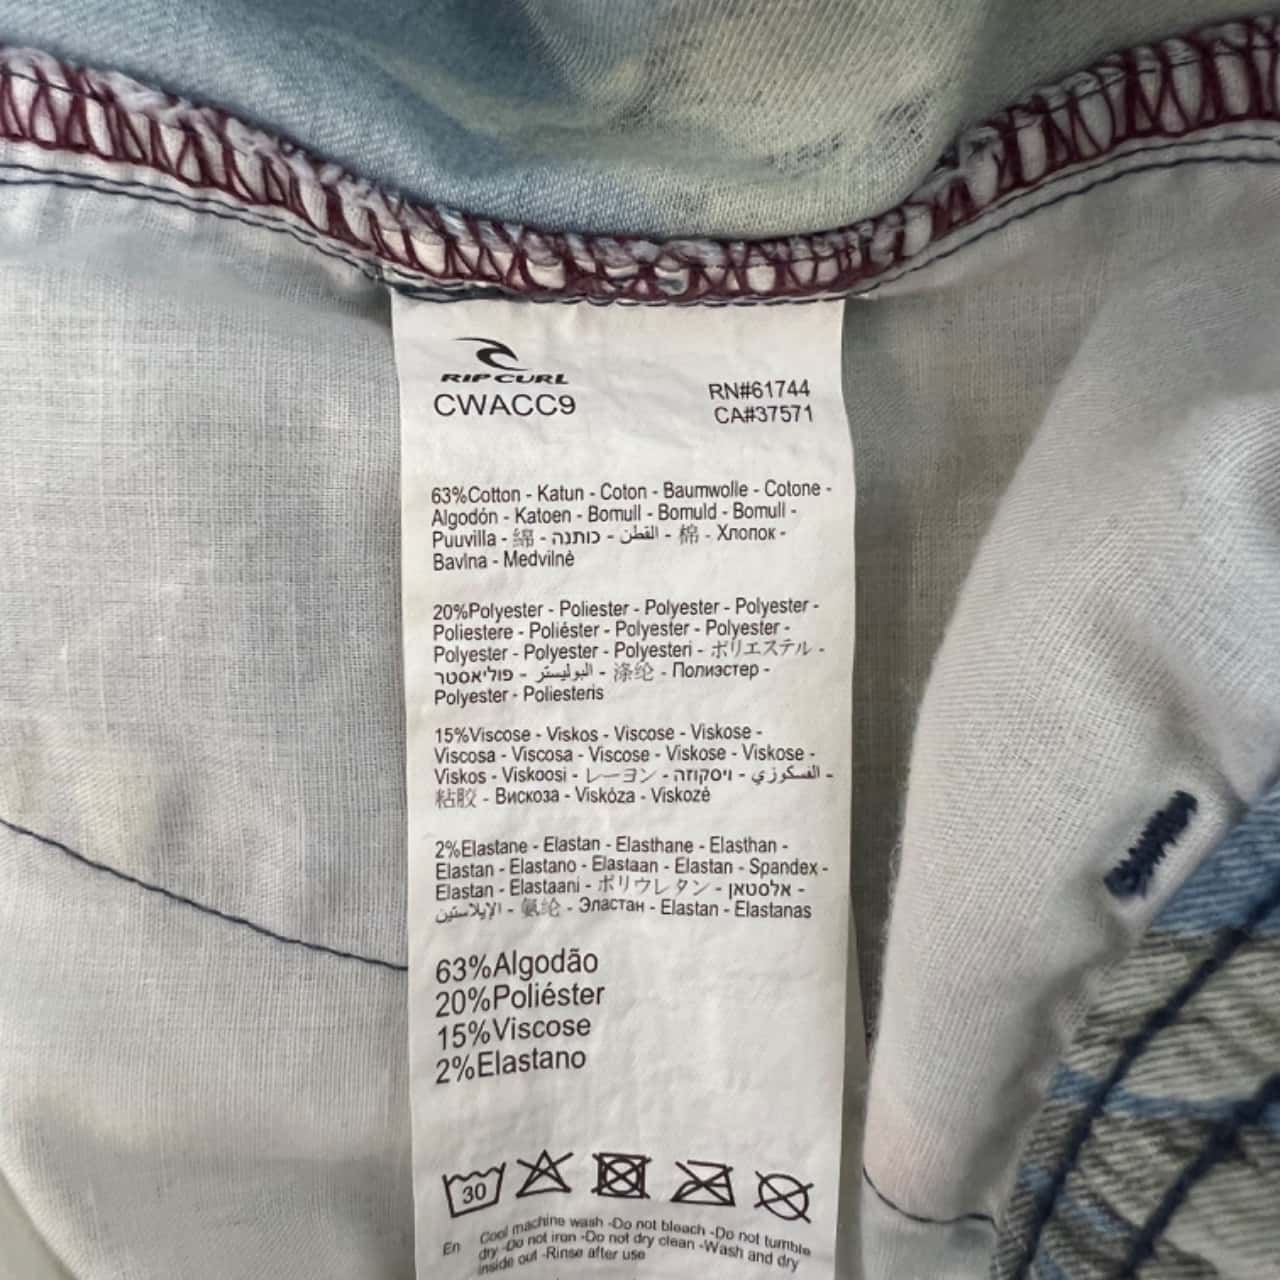 RIP CURL
CWACC9
RN#61744
CA#37571
63%Cotton - Katun - Coton - Baumwolle - Cotone -
Algodón - Katoen - Bomull - Bomuld - Bomull -
Puuvilla - 綿 - כותנה - القطن - 棉 - Хлопок -
Bavlna - Medvilnė
20%Polyester - Poliester - Polyester - Polyester -
Poliestere - Poliéster - Polyester - Polyester -
Polyester - Polyester - Polyesteri - ポリエステル -
פוליאסטר - البوليستر - 涤纶 - Полиэстер -
Polyester - Poliesteris
15%Viscose - Viskos - Viscose - Viskose -
Viscosa - Viscosa - Viscose - Viskose - Viskose -
Viskos - Viskoosi - レーヨン - ויסקוזה - الفسكوزي -
粘胶 - Вискоза - Viskóza - Viskozė
2%Elastane - Elastan - Elasthane - Elasthan -
Elastan - Elastano - Elastaan - Elastan - Spandex -
Elastan - Elastaani - ポリウレタン - אלסטאן -
الإيلاستين - 氨纶 - Эластан - Elastan - Elastanas
63%Algodão
20%Poliéster
15%Viscose
2%Elastano
30
En Cool machine wash -Do not bleach -Do not tumble
dry -Do not iron -Do not dry clean -Wash and dry
inside out -Rinse after use